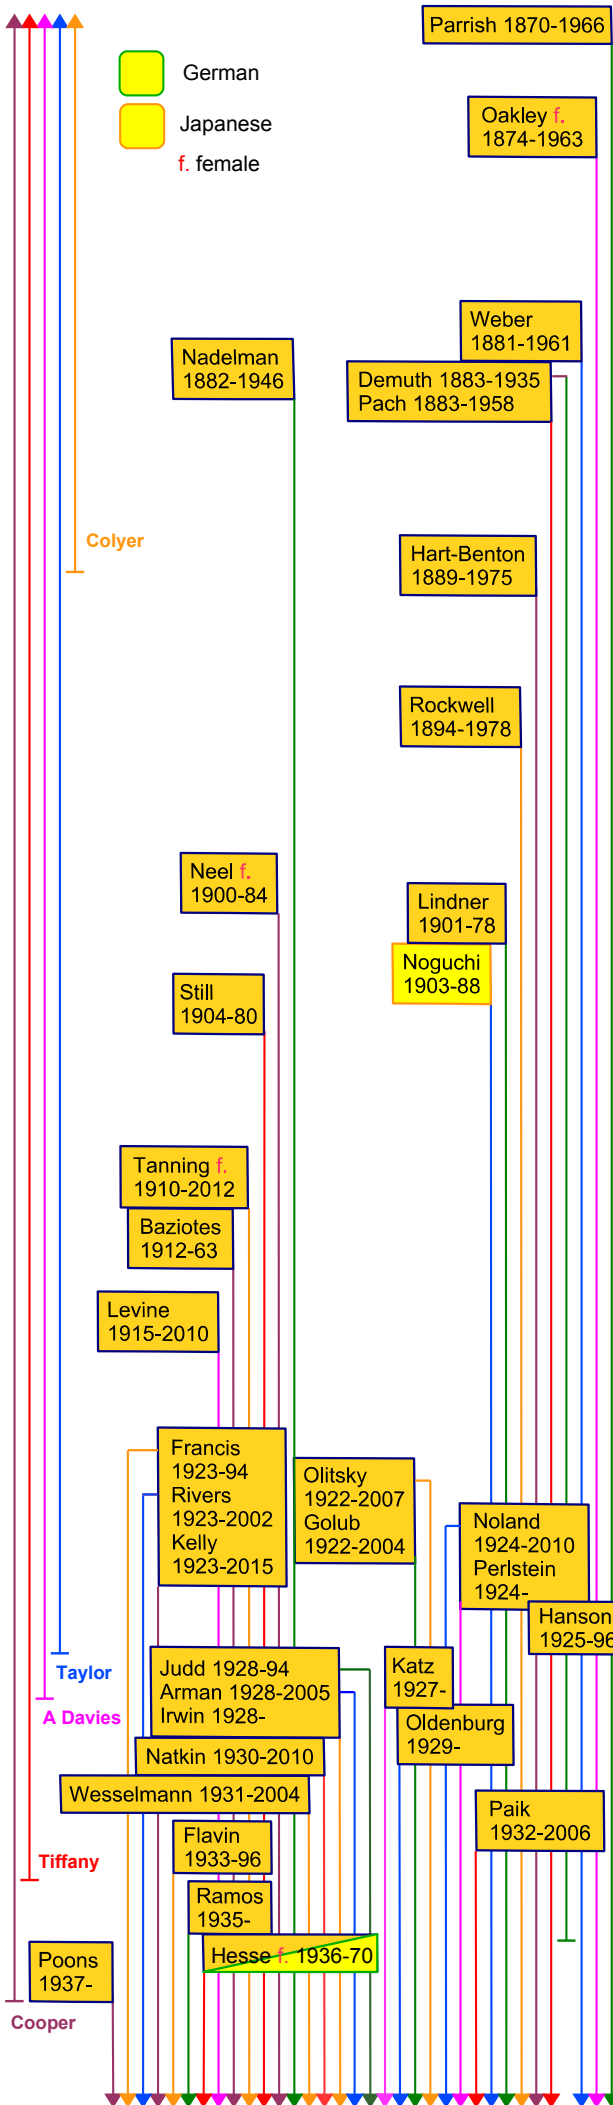 Parrish 1870-1966
German
Japanese
f. female
Oakley f.
1874-1963
Weber
1881-1961
Nadelman
1882-1946
Demuth 1883-1935
Pach 1883-1958
Colyer
Hart-Benton
1889-1975
Rockwell
1894-1978
Neel f.
1900-84
Lindner
1901-78
Noguchi
1903-88
Still
1904-80
Tanning f.
1910-2012
Baziotes
1912-63
Levine
1915-2010
Francis
1923-94
Rivers
1923-2002
Kelly
1923-2015
Olitsky
1922-2007
Golub
1922-2004
Noland
1924-2010
Perlstein
1924-
Hanson
1925-96
Taylor
A Davies
Judd 1928-94
Arman 1928-2005
Irwin 1928-
Katz
1927-
Oldenburg
1929-
Natkin 1930-2010
Wesselmann 1931-2004
Paik
1932-2006
Flavin
1933-96
Tiffany
Ramos
1935-
Hesse f. 1936-70
Poons
1937-
Cooper